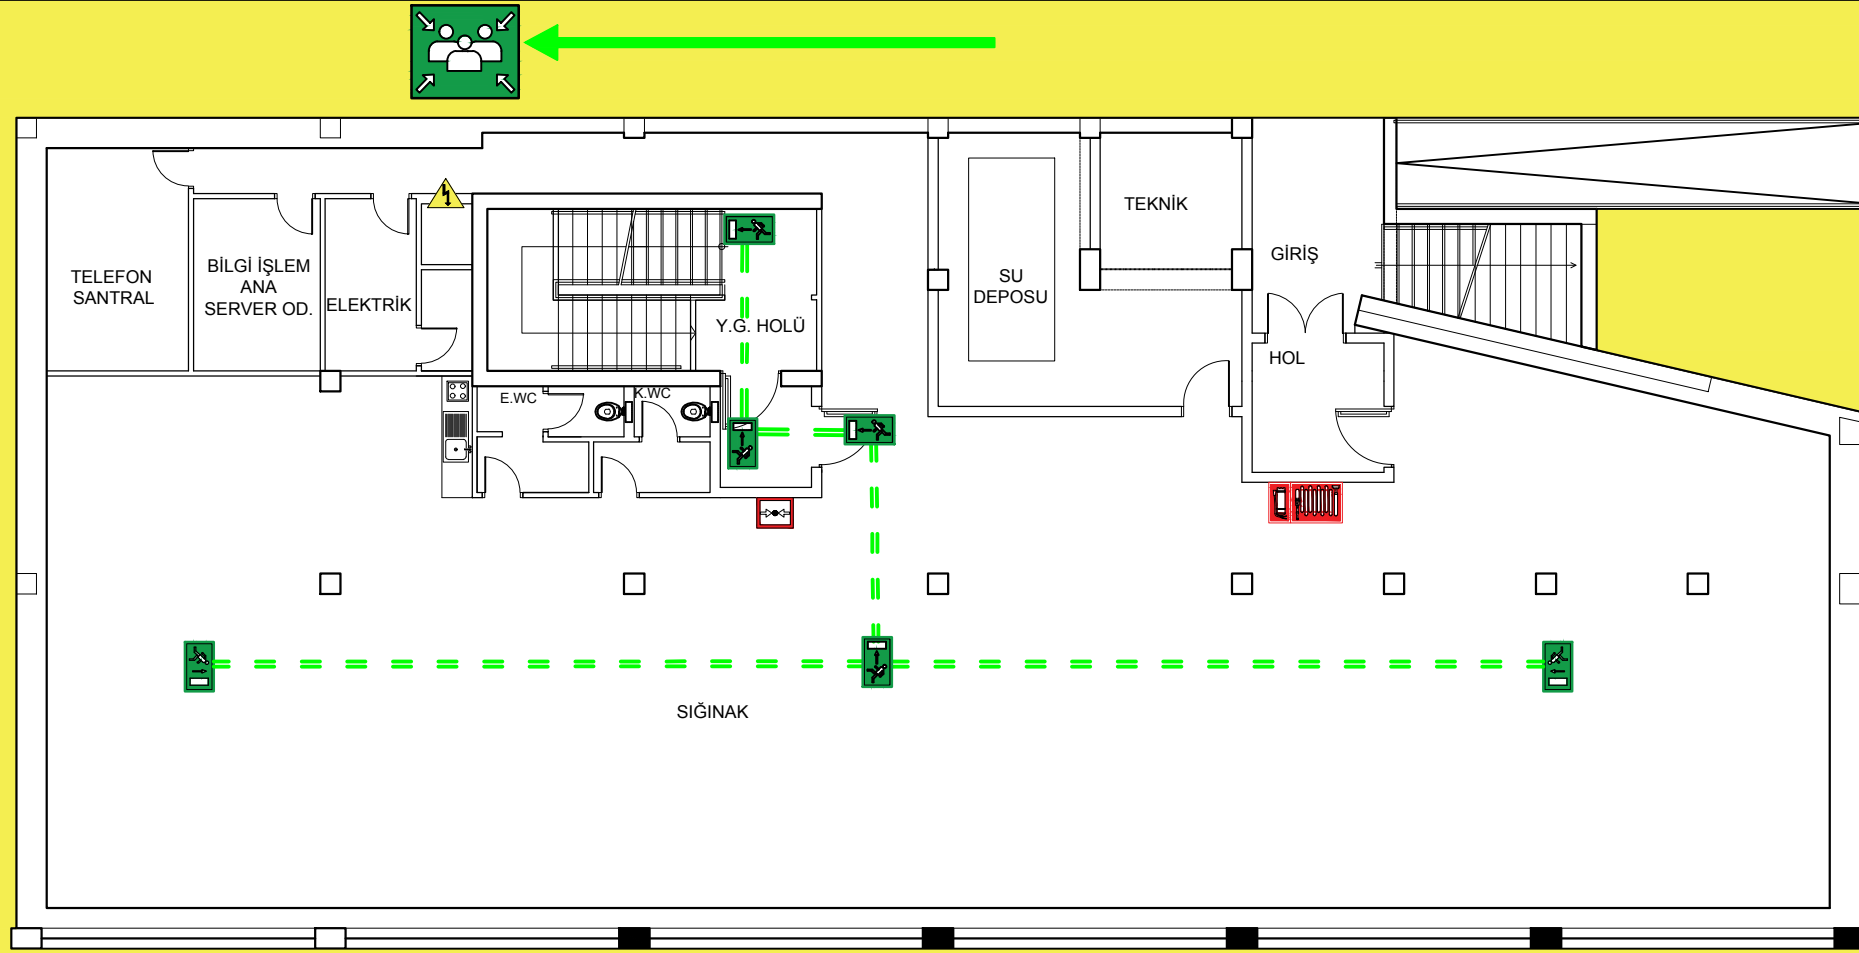 TELEFON
SANTRAL
BİLGİ İŞLEM
ANA
SERVER OD.
ELEKTRİK
Y.G. HOLÜ
E.WC
K.WC
SU
DEPOSU
TEKNİK
GİRİŞ
HOL
SIĞINAK